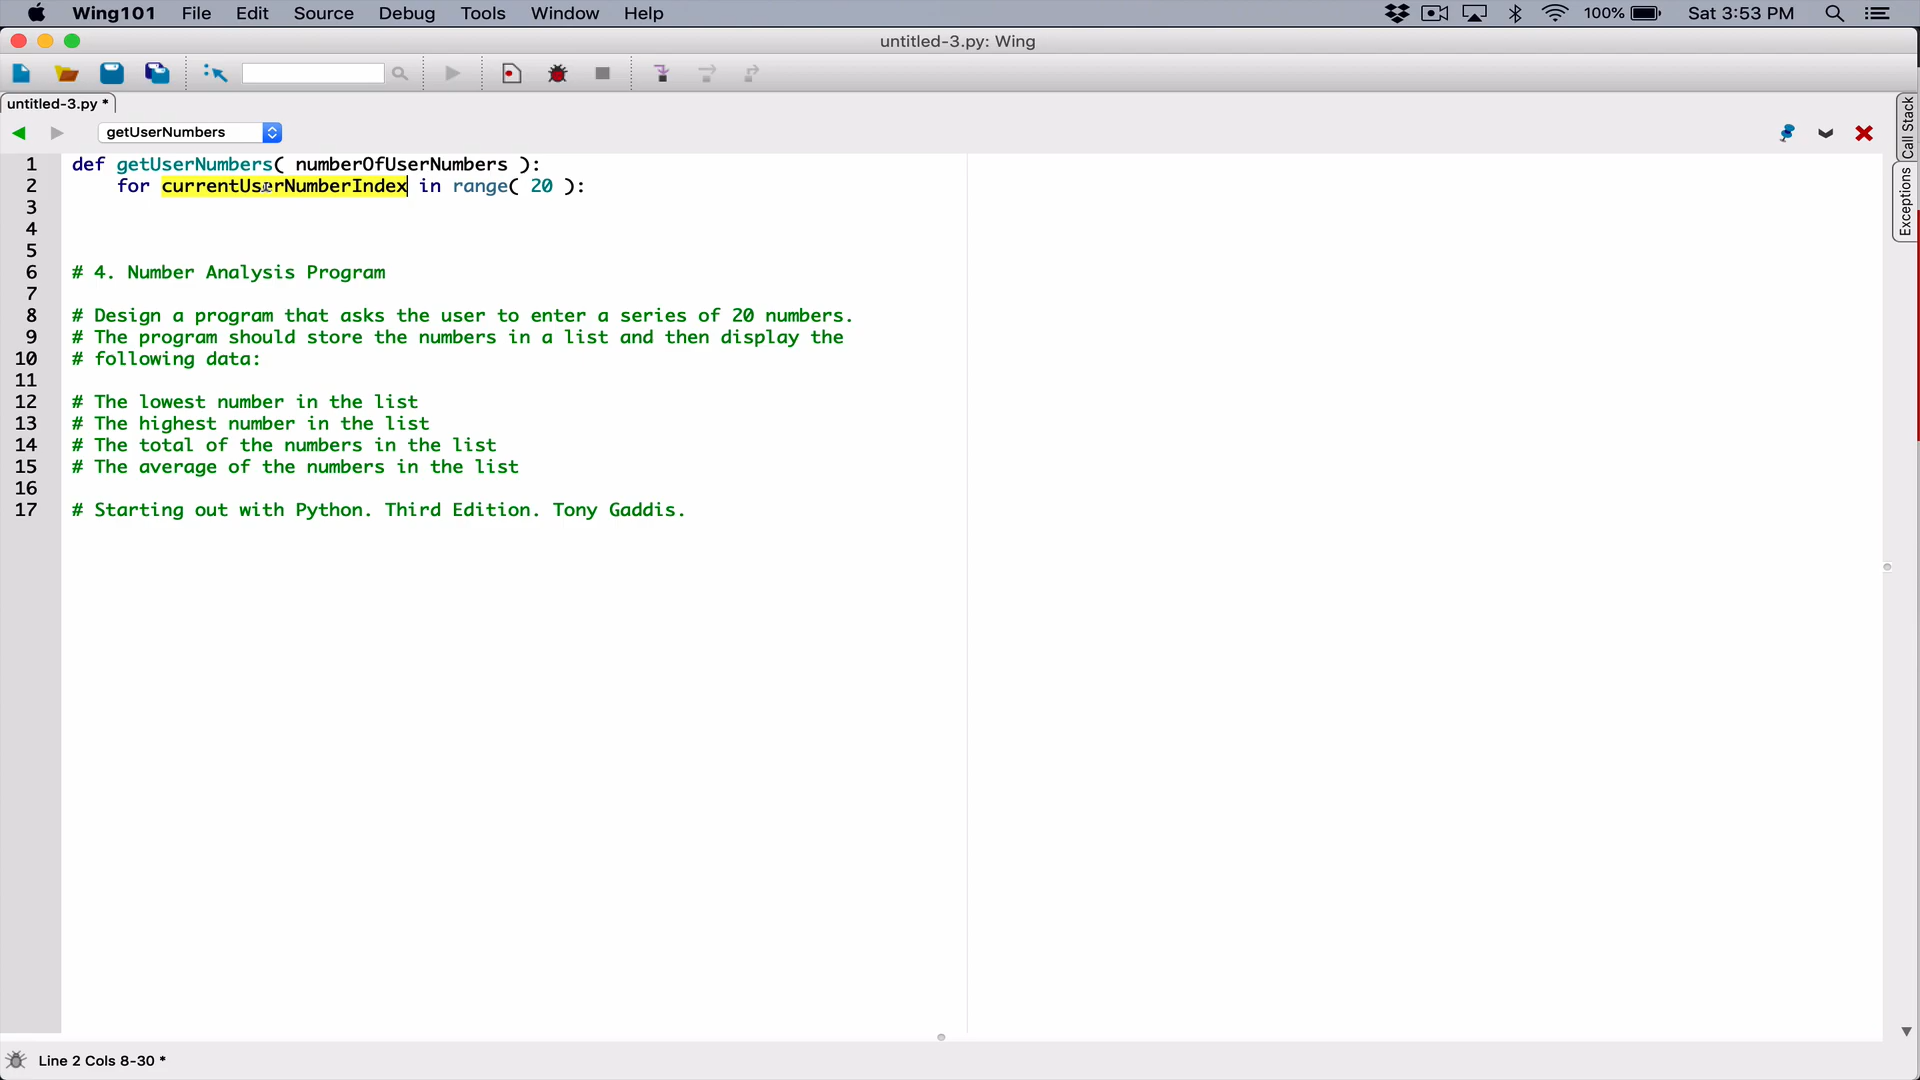 Wing101 File Edit Source Debug Tools Window Help 100% Sat 3:53 PM
untitled-3.py: Wing
untitled-3.py *
getUserNumbers
Call Stack
Exceptions
1 def getUserNumbers( numberOfUserNumbers ):
2 for currentUserNumberIndex in range( 20 ):
3
4
5
6 # 4. Number Analysis Program
7
8 # Design a program that asks the user to enter a series of 20 numbers.
9 # The program should store the numbers in a list and then display the
10 # following data:
11
12 # The lowest number in the list
13 # The highest number in the list
14 # The total of the numbers in the list
15 # The average of the numbers in the list
16
17 # Starting out with Python. Third Edition. Tony Gaddis.
Line 2 Cols 8-30 *